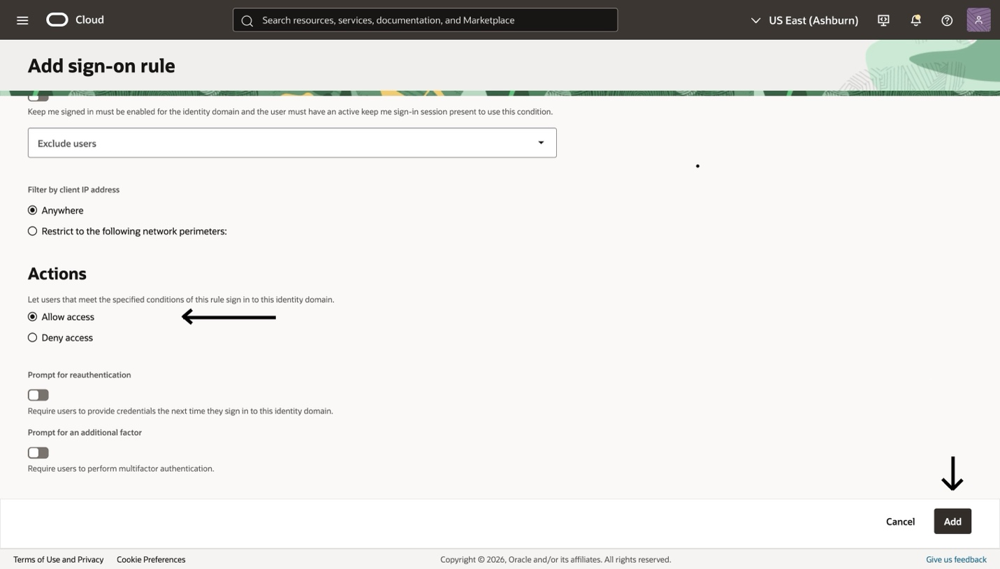 Cloud
Search resources, services, documentation, and Marketplace
US East (Ashburn)
Add sign-on rule
Keep me signed in must be enabled for the identity domain and the user must have an active keep me sign-in session present to use this condition.
Exclude users
Filter by client IP address
Anywhere
Restrict to the following network perimeters:
Actions
Let users that meet the specified conditions of this rule sign in to this identity domain.
Allow access
Deny access
Prompt for reauthentication
Require users to provide credentials the next time they sign in to this identity domain.
Prompt for an additional factor
Require users to perform multifactor authentication.
Cancel
Add
Terms of Use and Privacy
Cookie Preferences
Copyright © 2026, Oracle and/or its affiliates. All rights reserved.
Give us feedback